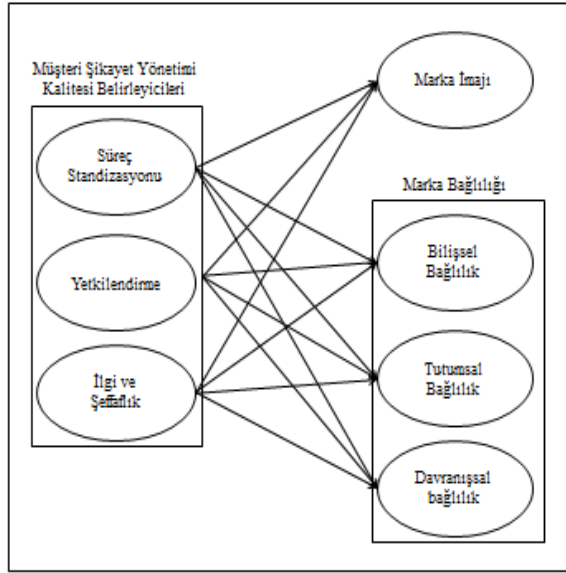 Müşteri Şikayet Yönetimi
Kalitesi Belirleyicileri
Süreç
Standizasyonu
Yetkilendirme
İlgi ve
Şeffaflık
Marka İmajı
Marka Bağlılığı
Bilişsel
Bağlılık
Tutumsal
Bağlılık
Davranışsal
bağlılık